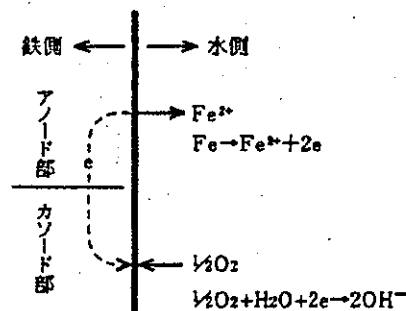 鉄側 ← → 水側
アノード部
Fe²⁺
Fe→Fe²⁺+2e
e
カソード部
½O₂
½O₂+H₂O+2e→2OH⁻